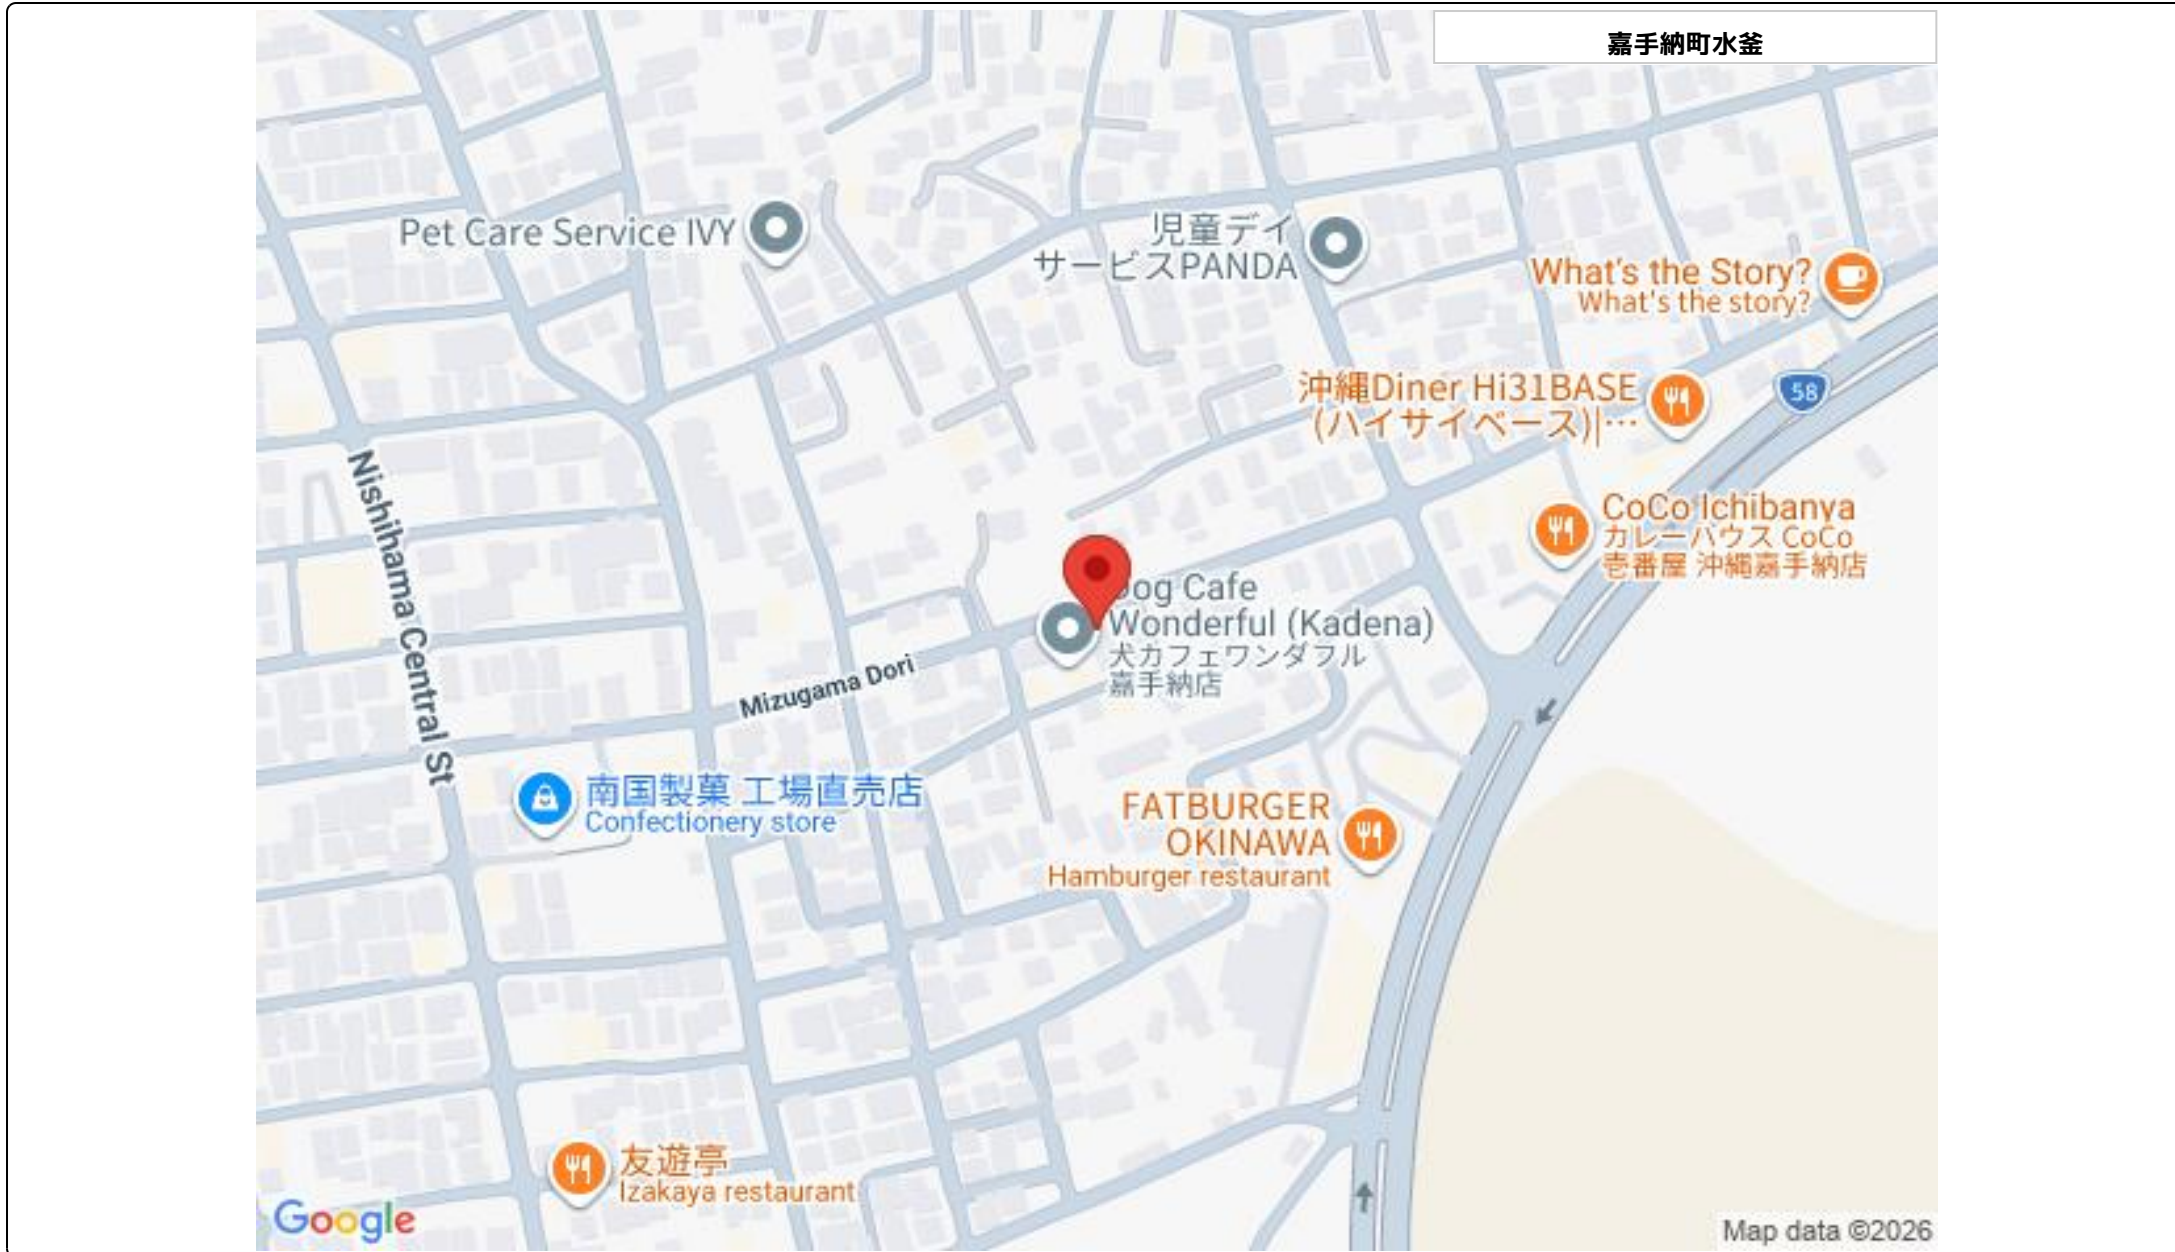 嘉手納町水釜
Pet Care Service IVY
児童デイ
サービスPANDA
What's the Story?
What's the story?
沖縄Diner Hi31BASE
(ハイサイベース)|…
58
CoCo Ichibanya
カレーハウス CoCo
壱番屋 沖縄嘉手納店
Nishihama Central St
Dog Cafe
Wonderful (Kadena)
犬カフェワンダフル
嘉手納店
Mizugama Dori
南国製菓 工場直売店
Confectionery store
FATBURGER
OKINAWA
Hamburger restaurant
友遊亭
Izakaya restaurant
Google
Map data ©2026